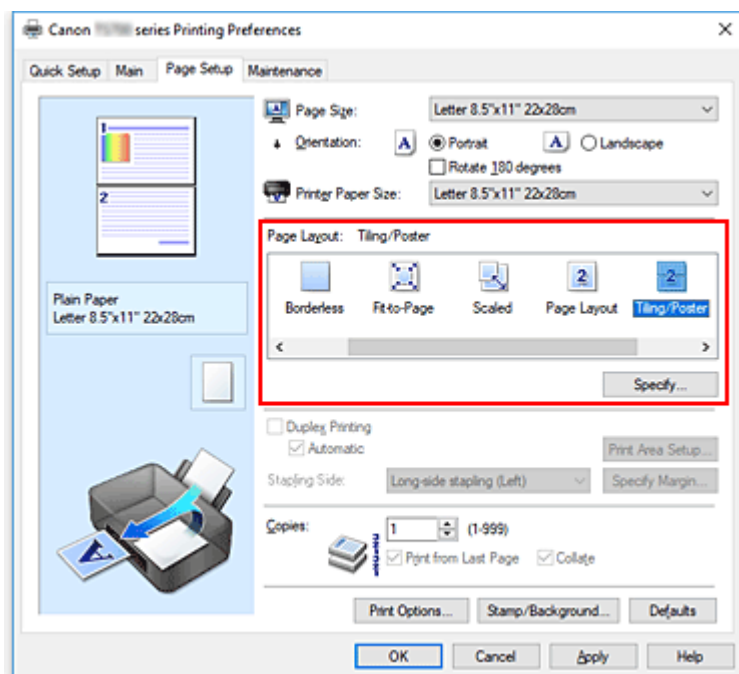 Canon series Printing Preferences
Quick Setup Main Page Setup Maintenance
Page Size: Letter 8.5"x11" 22x28cm
Orientation: A Portrait A Landscape
Rotate 180 degrees
Printer Paper Size: Letter 8.5"x11" 22x28cm
1
2
Page Layout: Tiling/Poster
2 2
Borderless Fit-to-Page Scaled Page Layout Tiling/Poster
Plain Paper
Letter 8.5"x11" 22x28cm
Specify...
Duplex Printing
Automatic Print Area Setup...
Stapling Side: Long-side stapling (Left) Specify Margin...
Copies: 1 (1-999)
Print from Last Page Collate
A
Print Options... Stamp/Background... Defaults
OK Cancel Apply Help